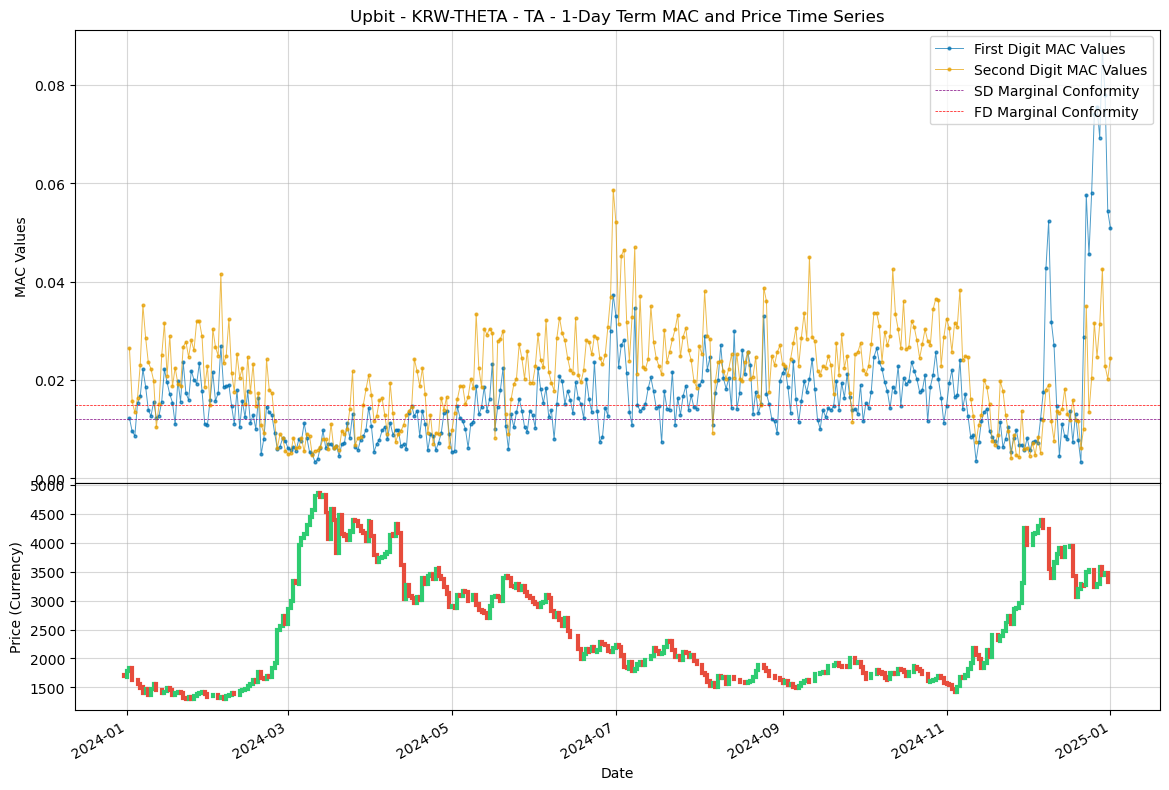 Upbit - KRW-THETA - TA - 1-Day Term MAC and Price Time Series
First Digit MAC Values
Second Digit MAC Values
SD Marginal Conformity
FD Marginal Conformity
MAC Values
0.08
0.06
0.04
0.02
0.00
Price (Currency)
5000
4500
4000
3500
3000
2500
2000
1500
2024-01
2024-03
2024-05
2024-07
2024-09
2024-11
2025-01
Date